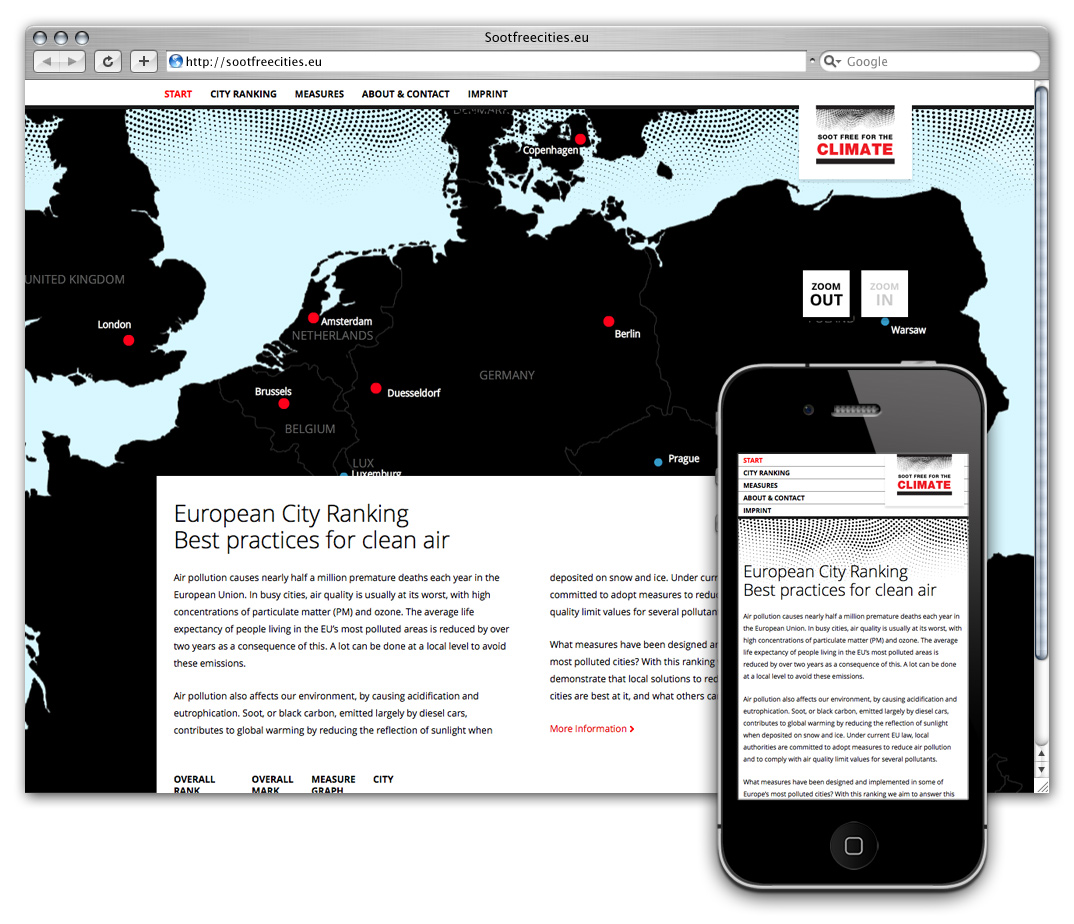 Sootfreecities.eu
http://sootfreecities.eu
Google
START CITY RANKING MEASURES ABOUT & CONTACT IMPRINT
SOOT FREE FOR THE
CLIMATE
DENMARK
Copenhagen
UNITED KINGDOM
London
Amsterdam
NETHERLANDS
Berlin
ZOOM
OUT
ZOOM
IN
POLAND
Warsaw
GERMANY
Brussels
Duesseldorf
BELGIUM
LUX
Luxemburg
Prague
European City Ranking
Best practices for clean air
Air pollution causes nearly half a million premature deaths each year in the
European Union. In busy cities, air quality is usually at its worst, with high
concentrations of particulate matter (PM) and ozone. The average life
expectancy of people living in the EU's most polluted areas is reduced by over
two years as a consequence of this. A lot can be done at a local level to avoid
these emissions.
Air pollution also affects our environment, by causing acidification and
eutrophication. Soot, or black carbon, emitted largely by diesel cars,
contributes to global warming by reducing the reflection of sunlight when
deposited on snow and ice. Under curr
committed to adopt measures to reduc
quality limit values for several pollutan
What measures have been designed an
most polluted cities? With this ranking
demonstrate that local solutions to red
cities are best at it, and what others ca
More Information >
OVERALL RANK
OVERALL MARK
MEASURE GRAPH
CITY
START
CITY RANKING
MEASURES
ABOUT & CONTACT
IMPRINT
SOOT FREE FOR THE
CLIMATE
European City Ranking
Best practices for clean air
Air pollution causes nearly half a million premature deaths each year in
the European Union. In busy cities, air quality is usually at its worst, with
high concentrations of particulate matter (PM) and ozone. The average
life expectancy of people living in the EU's most polluted areas is
reduced by over two years as a consequence of this. A lot can be done
at a local level to avoid these emissions.
Air pollution also affects our environment, by causing acidification and
eutrophication. Soot, or black carbon, emitted largely by diesel cars,
contributes to global warming by reducing the reflection of sunlight
when deposited on snow and ice. Under current EU law, local
authorities are committed to adopt measures to reduce air pollution
and to comply with air quality limit values for several pollutants.
What measures have been designed and implemented in some of
Europe's most polluted cities? With this ranking we aim to answer this